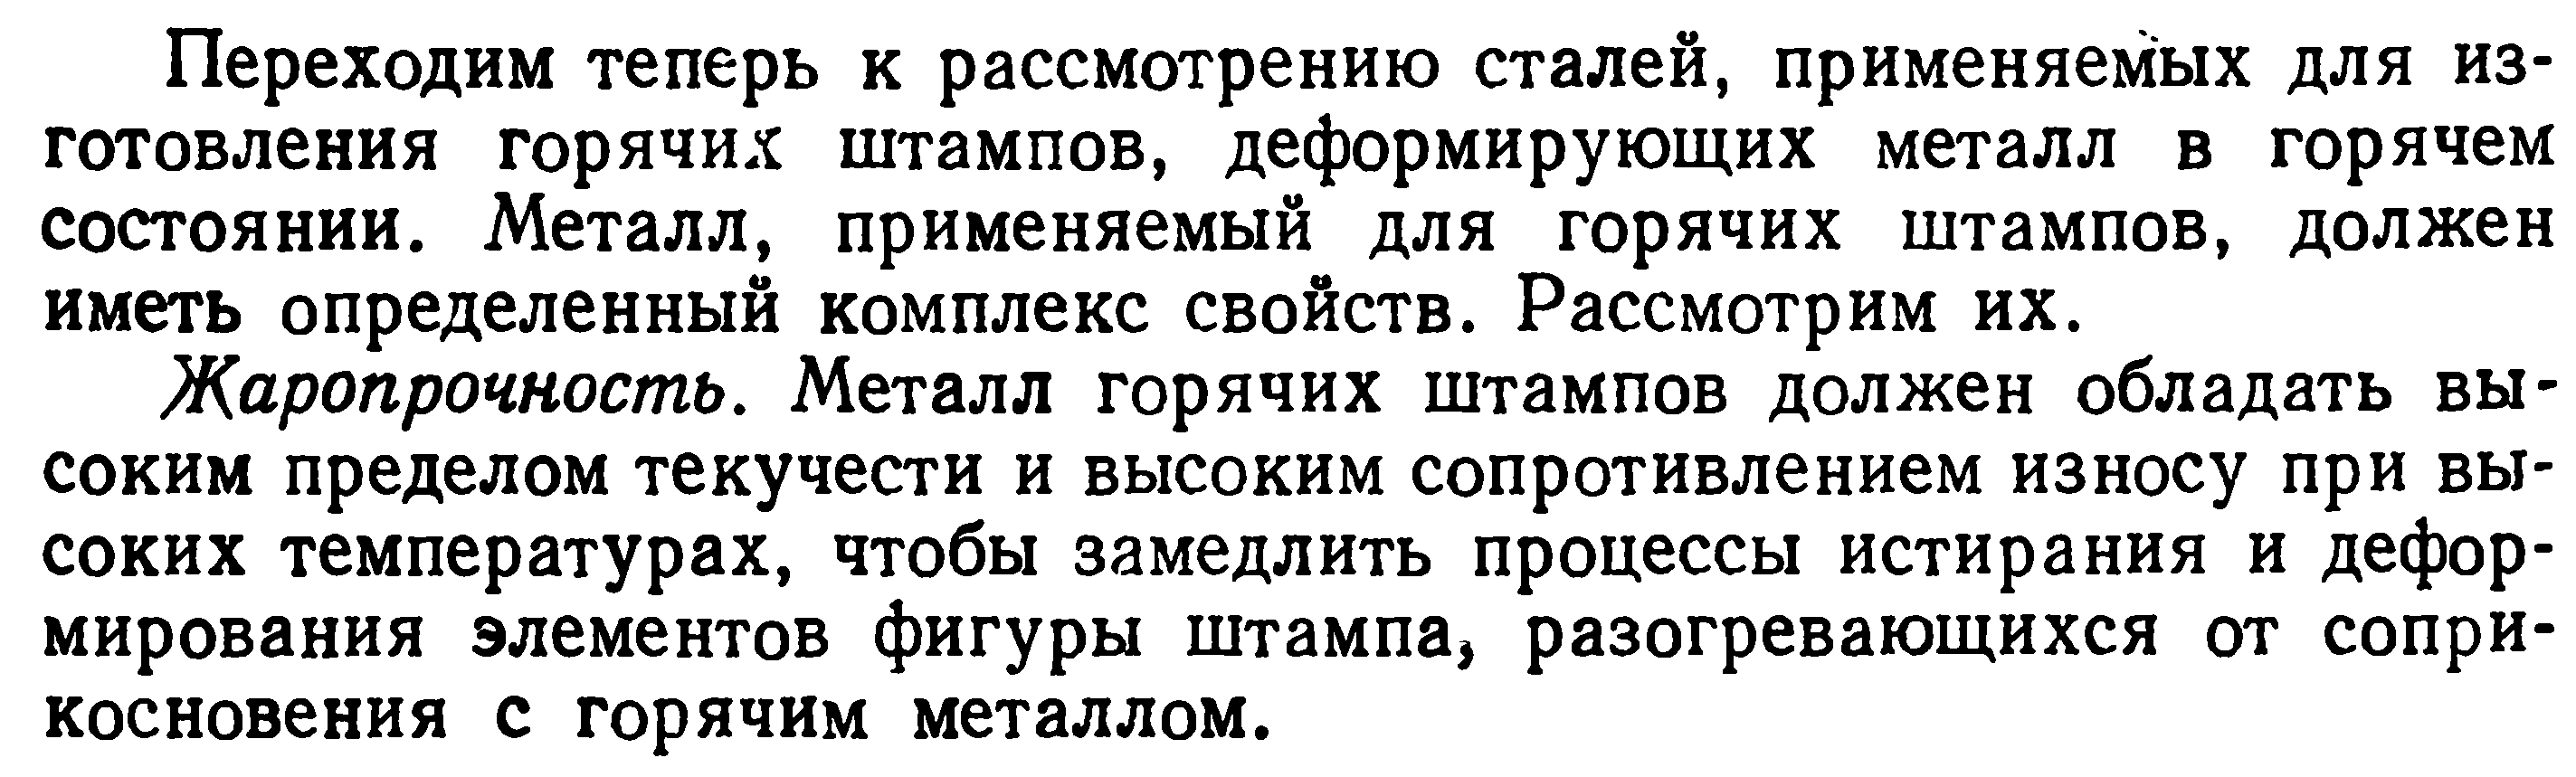 Переходим теперь к рассмотрению сталей, применяемых для из-
готовления горячих штампов, деформирующих металл в горячем
состоянии. Металл, применяемый для горячих штампов, должен
иметь определенный комплекс свойств. Рассмотрим их.
Жаропрочность. Металл горячих штампов должен обладать вы-
соким пределом текучести и высоким сопротивлением износу при вы-
соких температурах, чтобы замедлить процессы истирания и дефор-
мирования элементов фигуры штампа, разогревающихся от сопри-
косновения с горячим металлом.